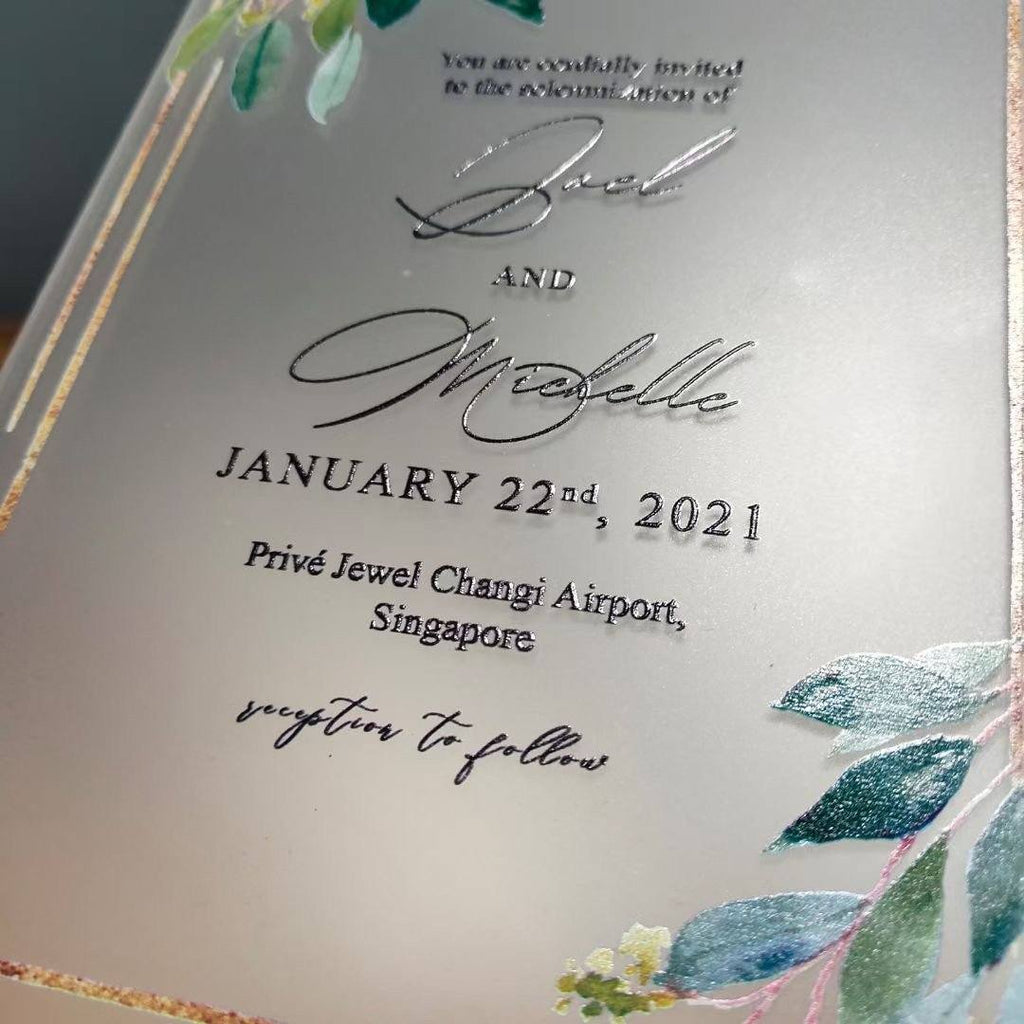 You are cordially invited
to the solemnization of
Joel
AND
Michelle
JANUARY 22nd, 2021
Privé Jewel Changi Airport,
Singapore
reception to follow